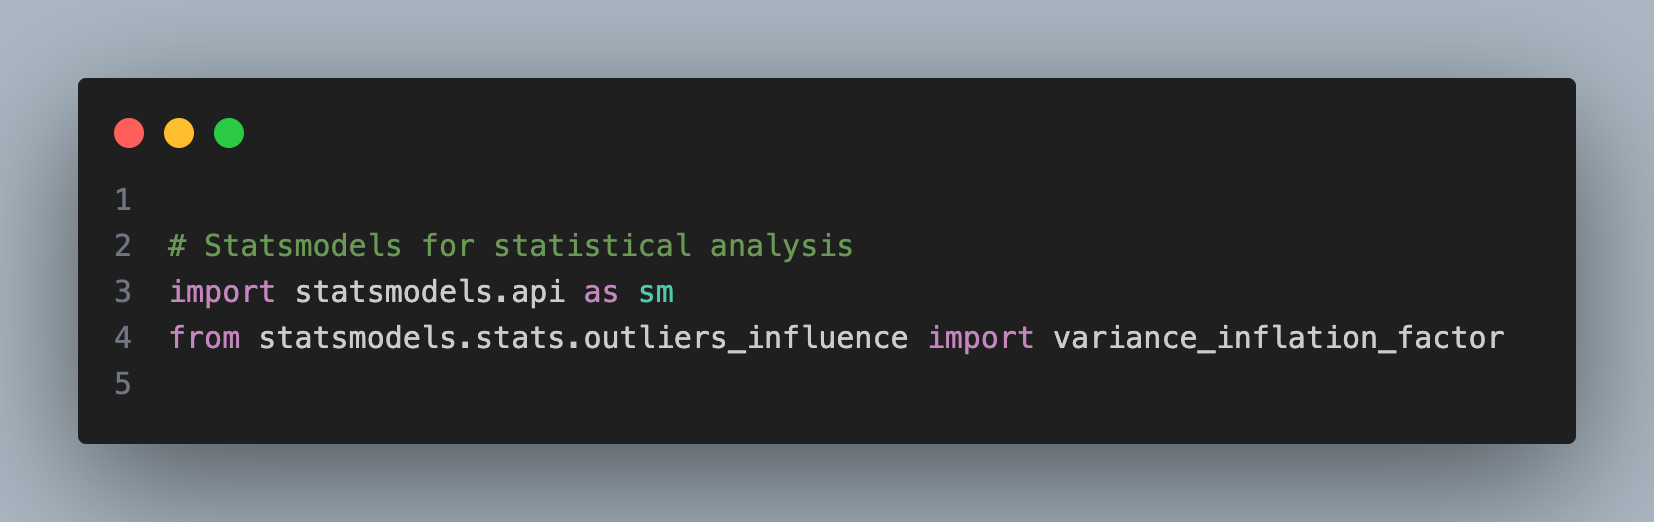 1
2 # Statsmodels for statistical analysis
3 import statsmodels.api as sm
4 from statsmodels.stats.outliers_influence import variance_inflation_factor
5